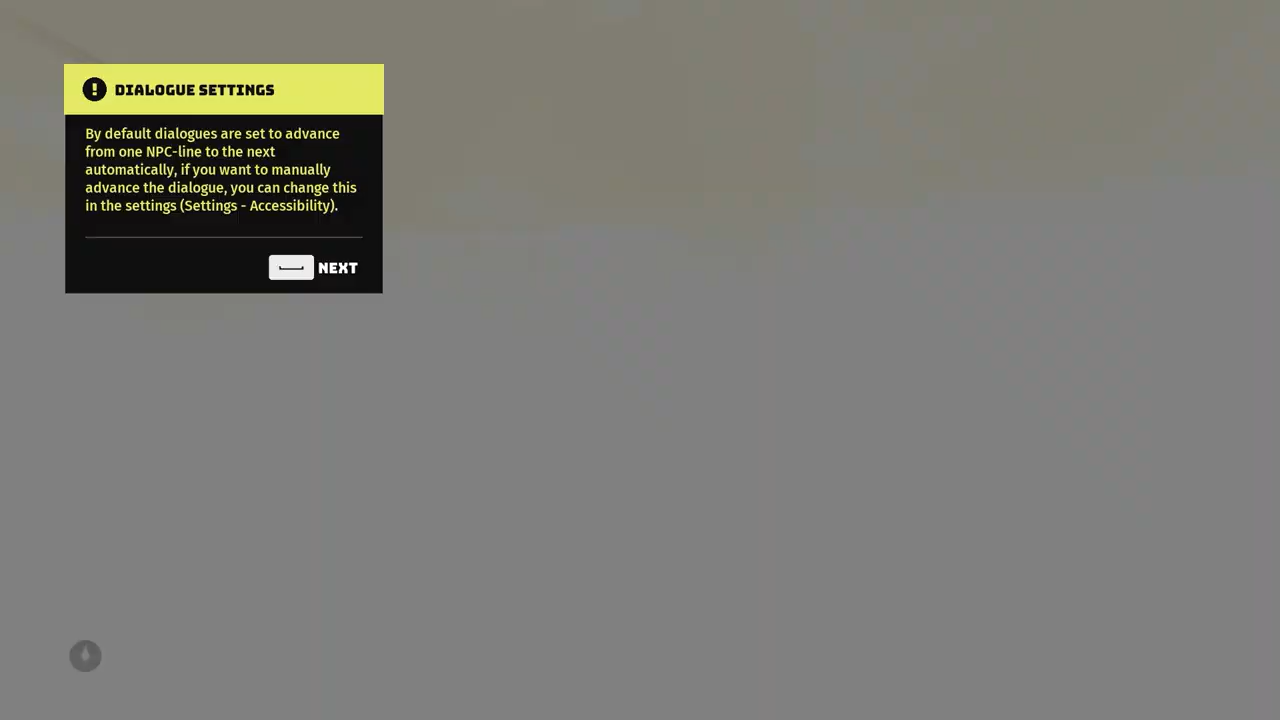 DIALOGUE SETTINGS
By default dialogues are set to advance
from one NPC-line to the next
automatically, if you want to manually
advance the dialogue, you can change this
in the settings (Settings - Accessibility).
NEXT